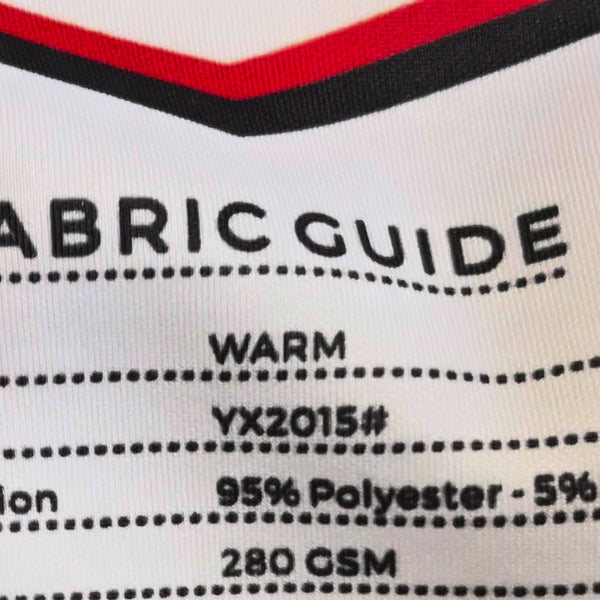 ABRIC GUIDE
WARM
YX2015#
ion 95% Polyester - 5%
280 GSM